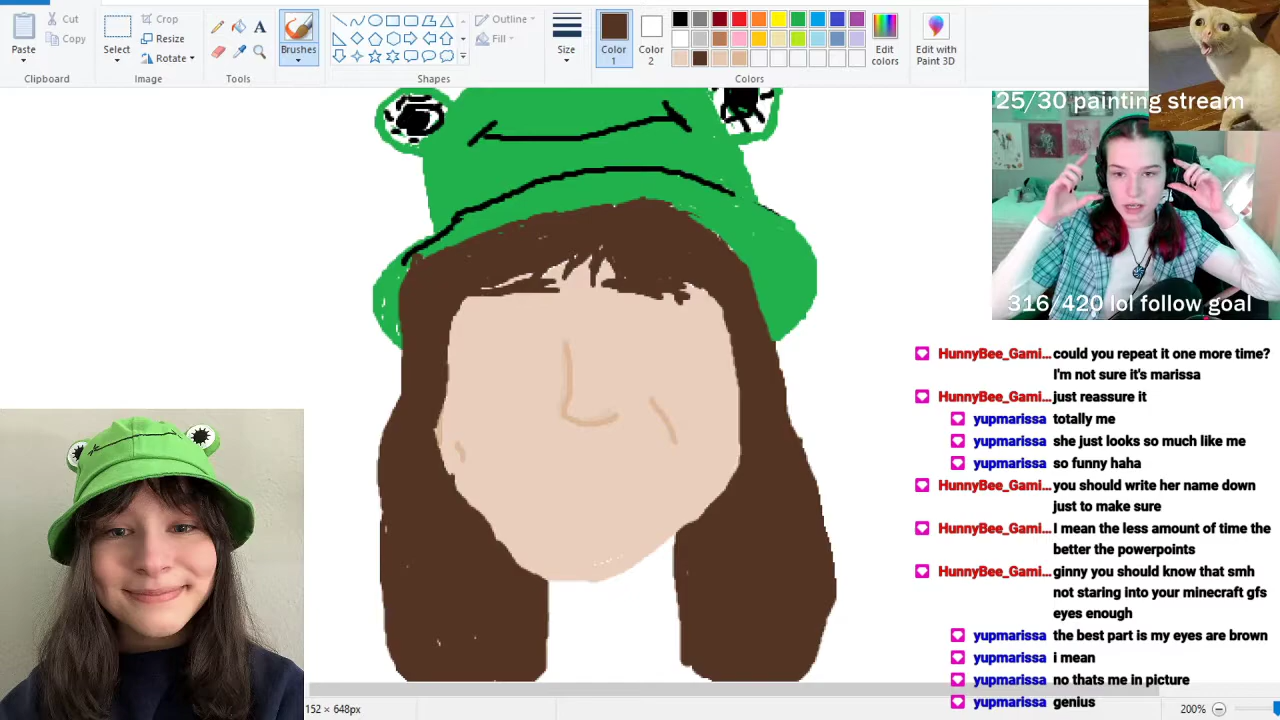 Cut
Copy
Paste
Crop
Resize
Rotate
Select
Brushes
Outline
Fill
Size
Color
1
Color
2
Edit
colors
Edit with
Paint 3D
Clipboard
Image
Tools
Shapes
Colors
25/30 painting stream
316/420 lol follow goal
HunnyBee_Gami... could you repeat it one more time?
I'm not sure it's marissa
HunnyBee_Gami... just reassure it
yupmarissa totally me
yupmarissa she just looks so much like me
yupmarissa so funny haha
HunnyBee_Gami... you should write her name down
just to make sure
HunnyBee_Gami... I mean the less amount of time the
better the powerpoints
HunnyBee_Gami... ginny you should know that smh
not staring into your minecraft gfs
eyes enough
yupmarissa the best part is my eyes are brown
yupmarissa i mean
yupmarissa no thats me in picture
yupmarissa genius
152 × 648px
200%